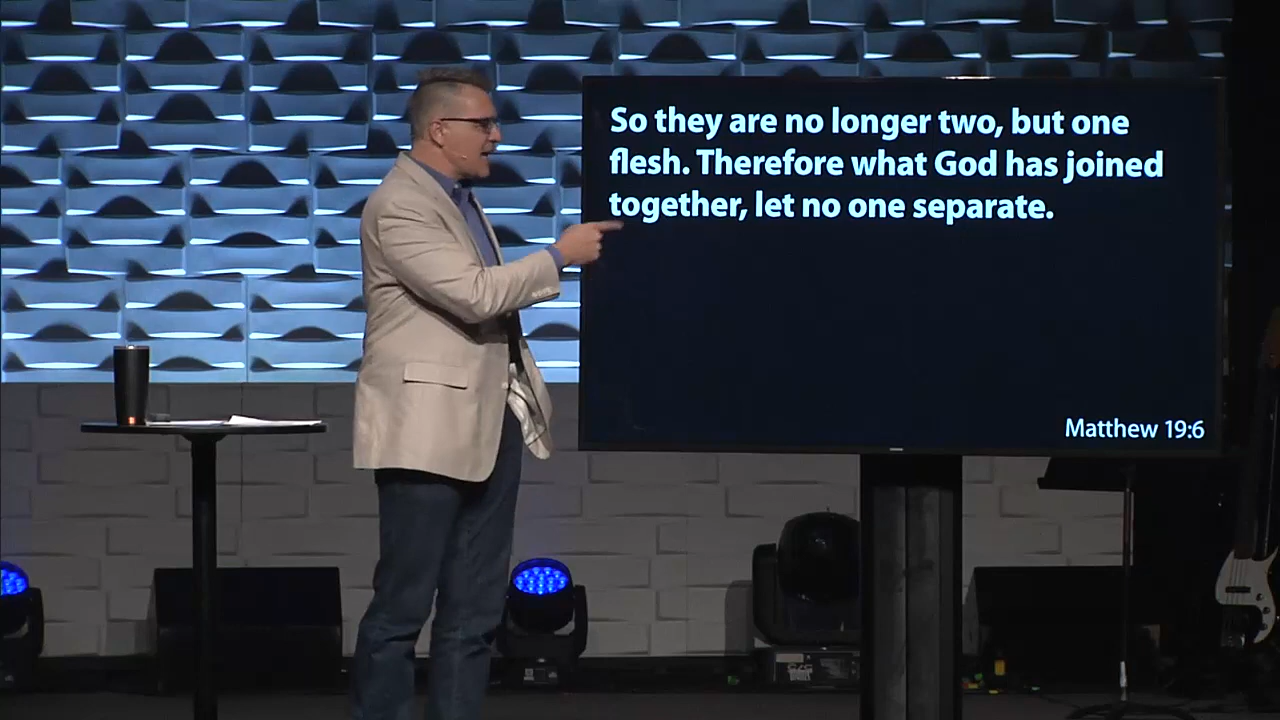 So they are no longer two, but one
flesh. Therefore what God has joined
together, let no one separate.
Matthew 19:6